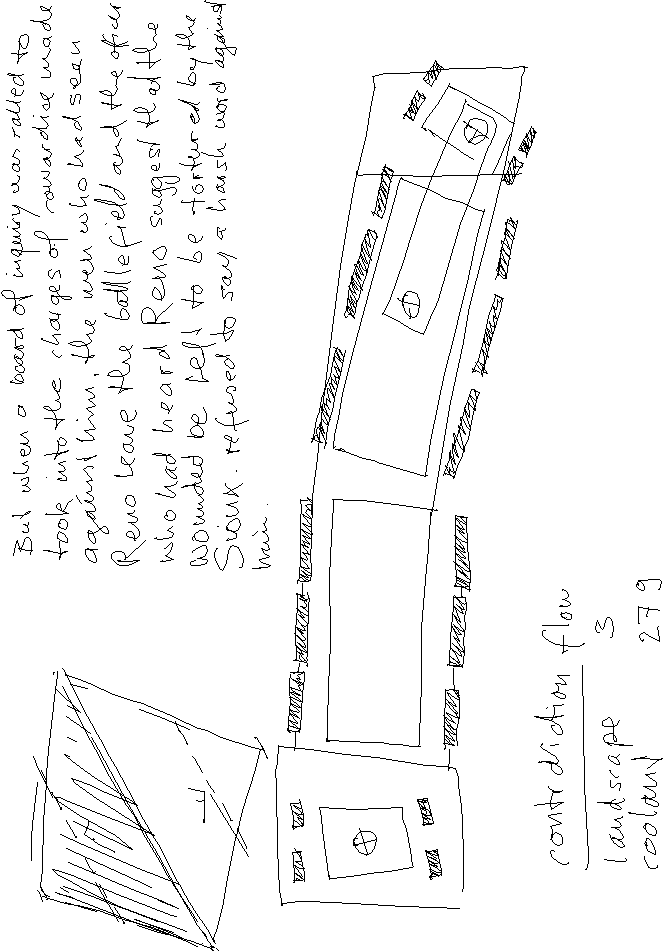 But when a board of inquiry was called to
look into the charges of cowardice made
against him, the men who had seen
Reno leave the battlefield and the officer
who had heard Reno suggest that the
wounded be left to be tortured by the
Sioux. refused to say a harsh word against
him.
contradiction flow
landscape 3
cooland 279